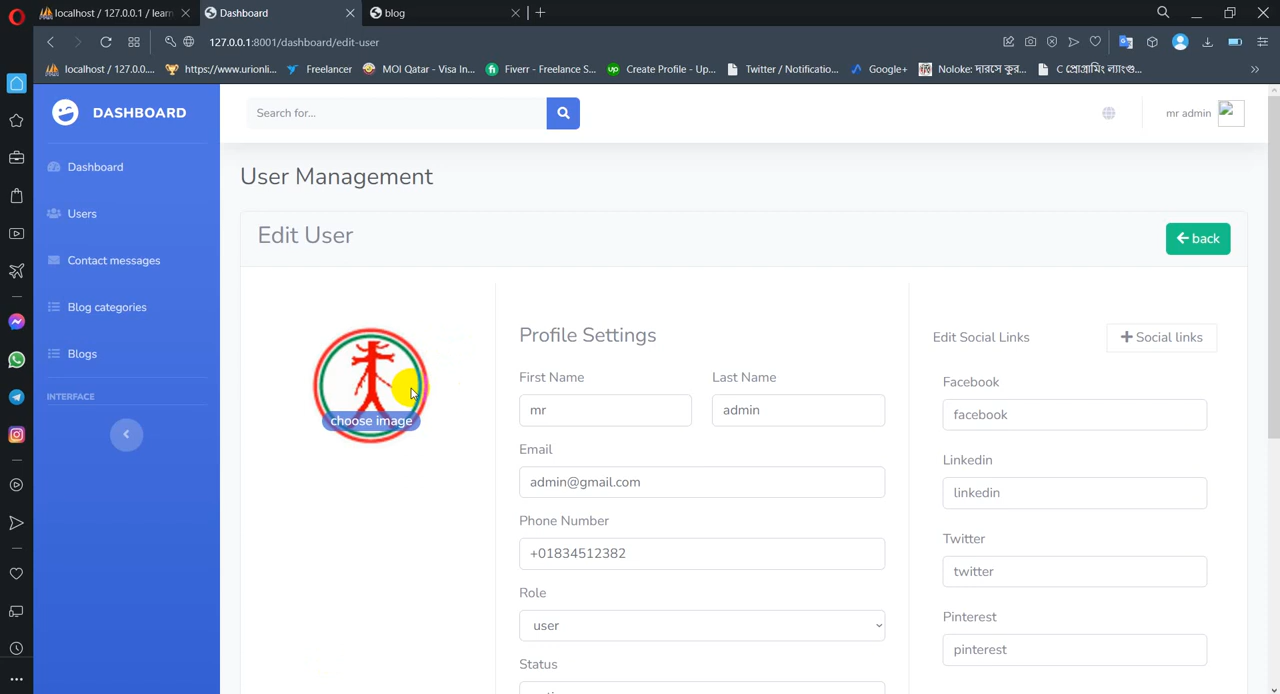 localhost / 127.0.0.1 / learn
Dashboard
blog
127.0.0.1:8001/dashboard/edit-user
localhost / 127.0.0....
https://www.urionli...
Freelancer
MOI Qatar - Visa In...
Fiverr - Freelance S...
Create Profile - Up...
Twitter / Notificatio...
Google+
Noloke: দারসে কুর...
C প্রোগ্রামিং ল্যাংগু...
DASHBOARD
Search for...
mr admin
Dashboard
Users
Contact messages
Blog categories
Blogs
INTERFACE
User Management
Edit User
back
choose image
Profile Settings
First Name
Last Name
mr
admin
Email
admin@gmail.com
Phone Number
+01834512382
Role
user
Status
Edit Social Links
Social links
Facebook
facebook
Linkedin
linkedin
Twitter
twitter
Pinterest
pinterest